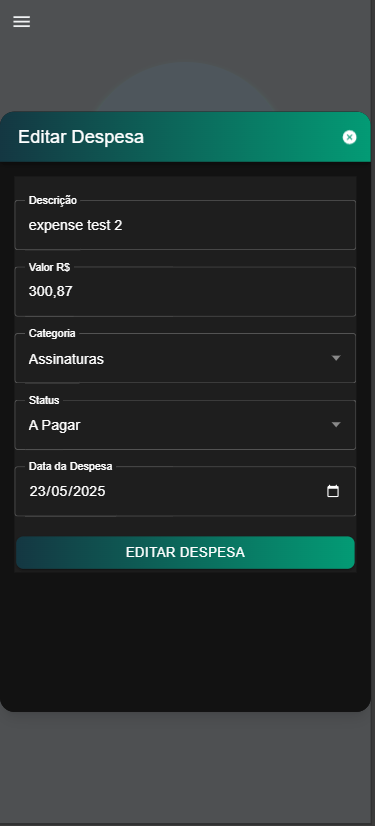 Editar Despesa
Descrição
expense test 2
Valor R$
300,87
Categoria
Assinaturas
Status
A Pagar
Data da Despesa
23/05/2025
EDITAR DESPESA